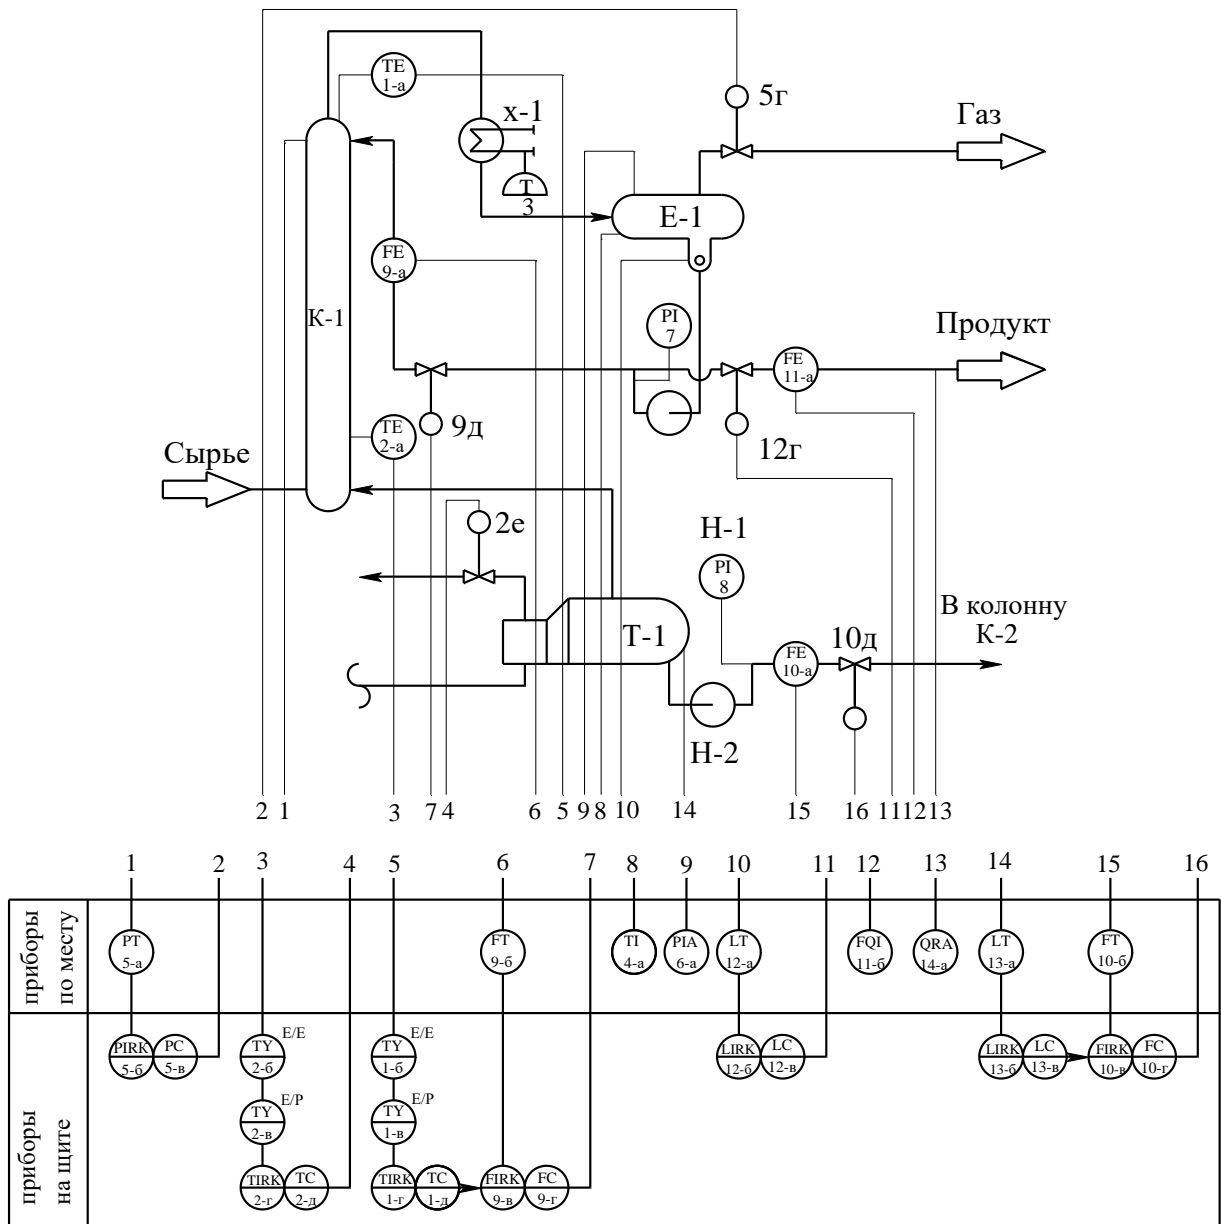 TE
1-а
х-1
5г
Газ
Т
3
Е-1
FE
9-а
К-1
PI
7
Продукт
FE
11-а
TE
2-а
9д
12г
Сырье
2е
Н-1
PI
8
В колонну
К-2
Т-1
10д
FE
10-а
Н-2
2 1 3 7 4 6 5 9 8 10 14 15 16 11 12 13
1 2 3 4 5 6 7 8 9 10 11 12 13 14 15 16
приборы
по месту
PT
5-а
FT
9-б
TI
4-а
PIA
6-а
LT
12-а
FQI
11-б
QRA
14-а
LT
13-а
FT
10-б
приборы
на щите
PIRK
5-б
PC
5-в
TY
2-б
E/E
TY
1-б
E/E
LIRK
12-б
LC
12-в
LIRK
13-б
LC
13-в
FIRK
10-в
FC
10-г
TY
2-в
E/P
TY
1-в
E/P
TIRK
2-г
TC
2-д
TIRK
1-г
TC
1-д
FIRK
9-в
FC
9-г